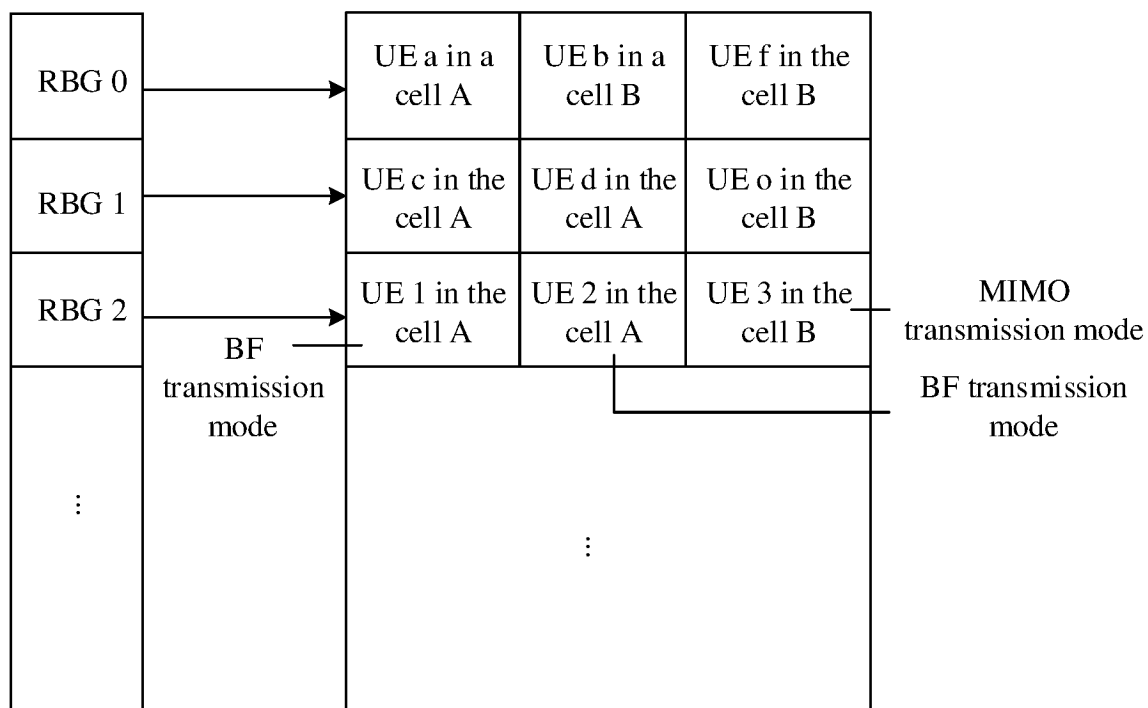 RBG 0
UE a in a
cell A
UE b in a
cell B
UE f in the
cell B
RBG 1
UE c in the
cell A
UE d in the
cell A
UE o in the
cell B
RBG 2
UE 1 in the
cell A
UE 2 in the
cell A
UE 3 in the
cell B
MIMO
transmission mode
BF
transmission
mode
BF transmission
mode
⋮
⋮